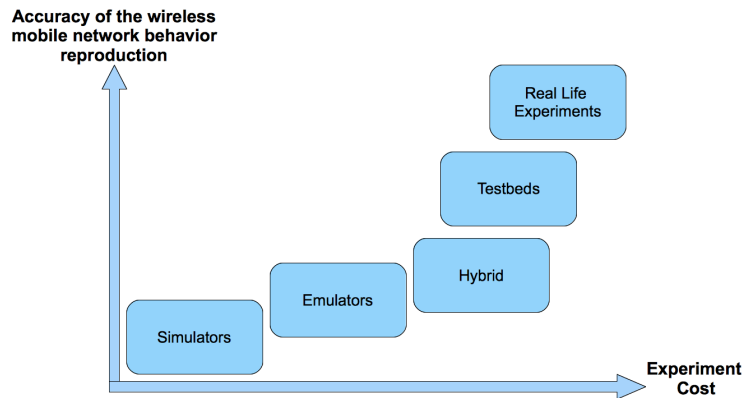 Accuracy of the wireless
mobile network behavior
reproduction
Real Life
Experiments
Testbeds
Hybrid
Emulators
Simulators
Experiment
Cost